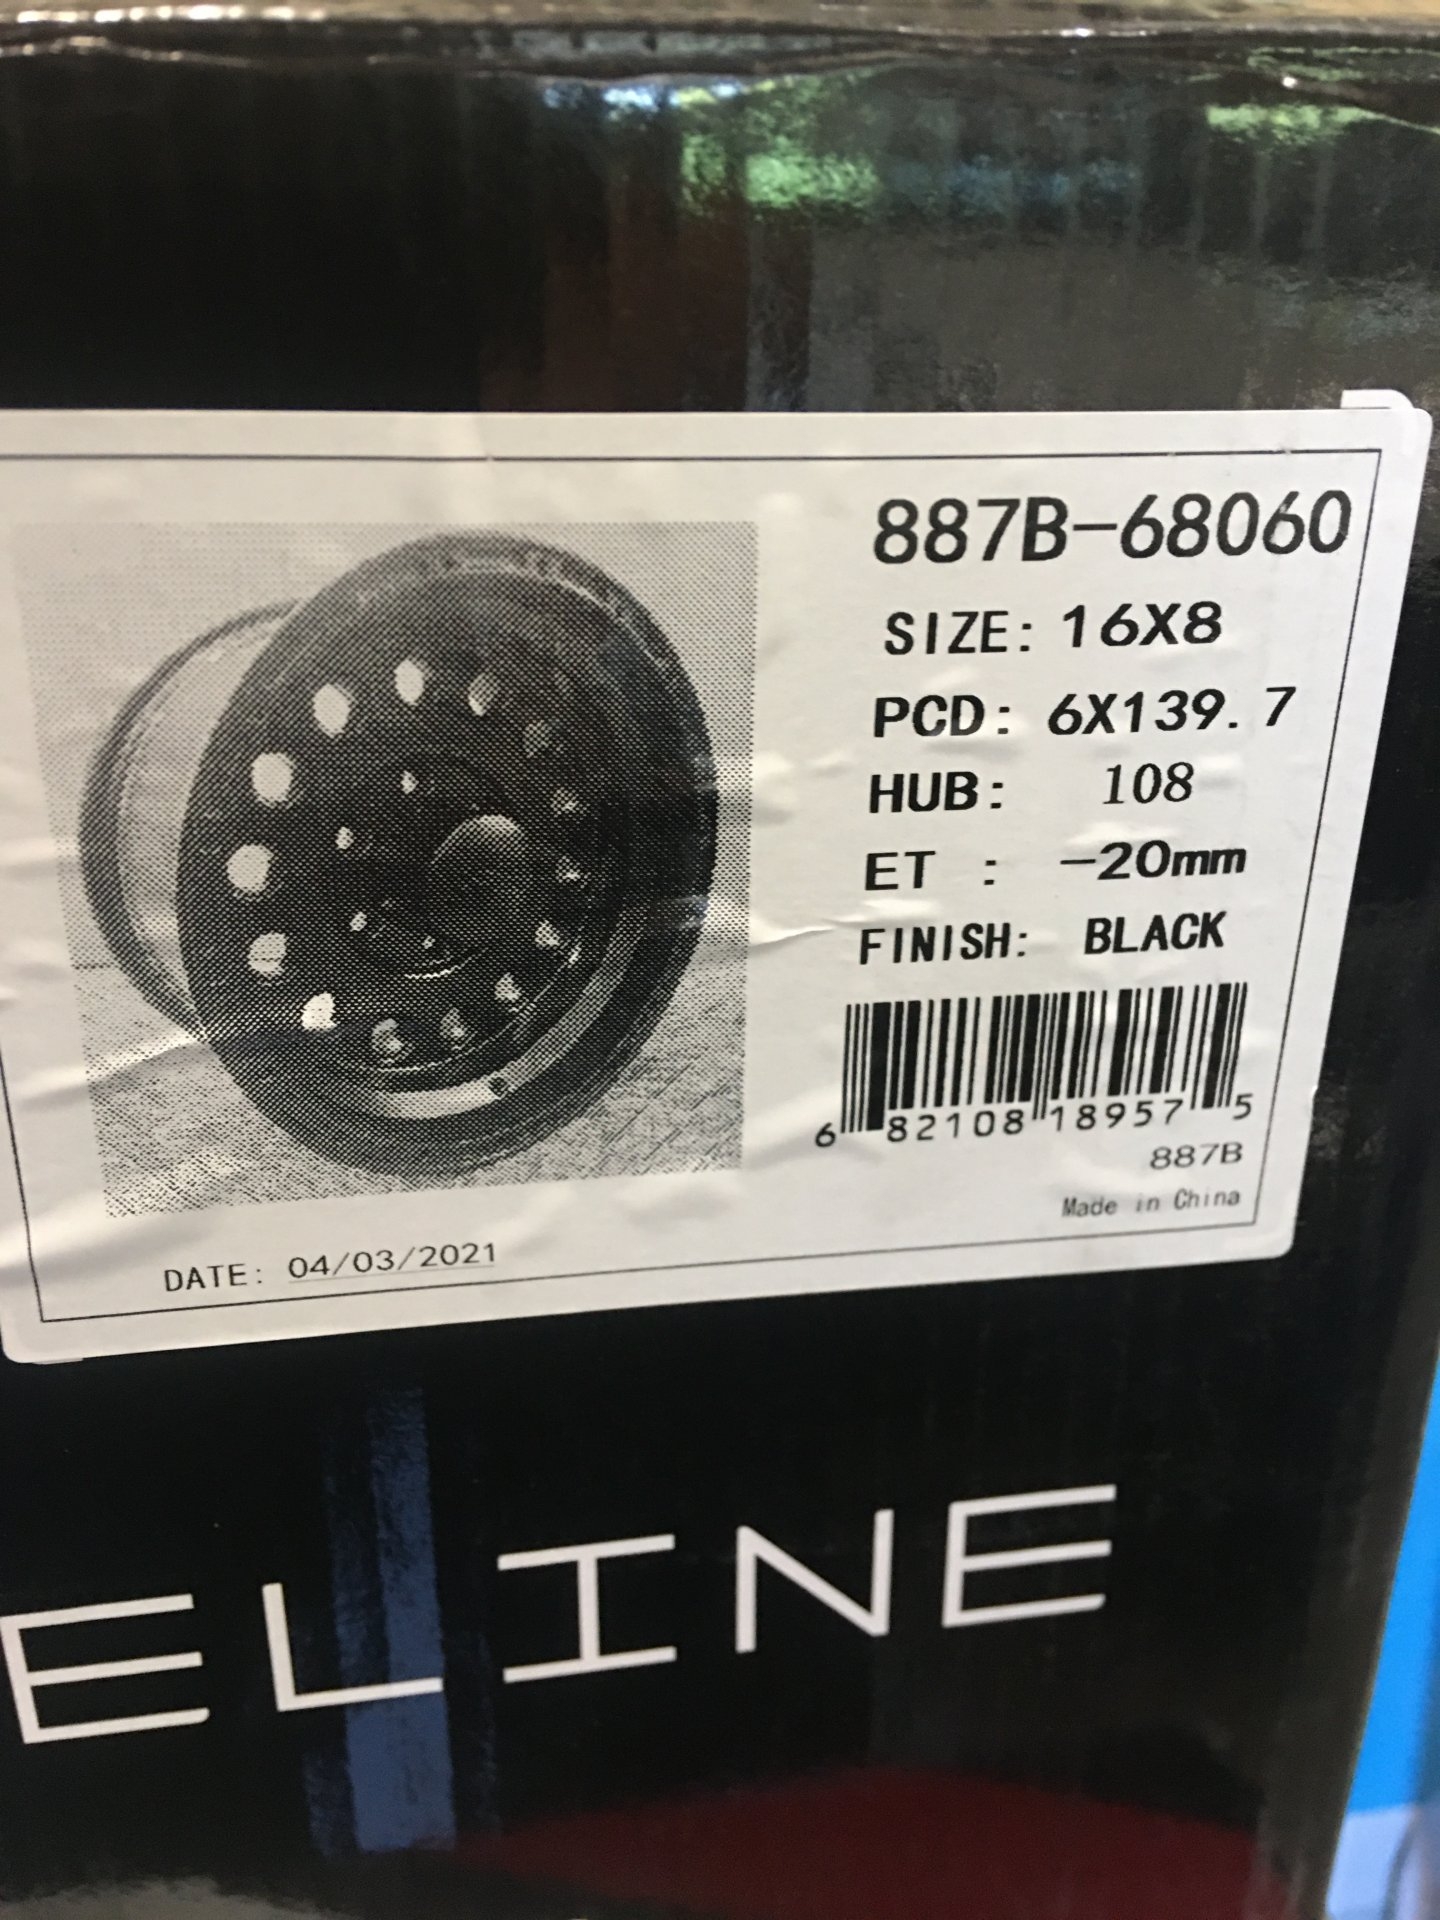 887B-68060
SIZE: 16X8
PCD: 6X139.7
HUB: 108
ET : -20mm
FINISH: BLACK
6 82108 18957 5
887B
Made in China
DATE: 04/03/2021
ELINE